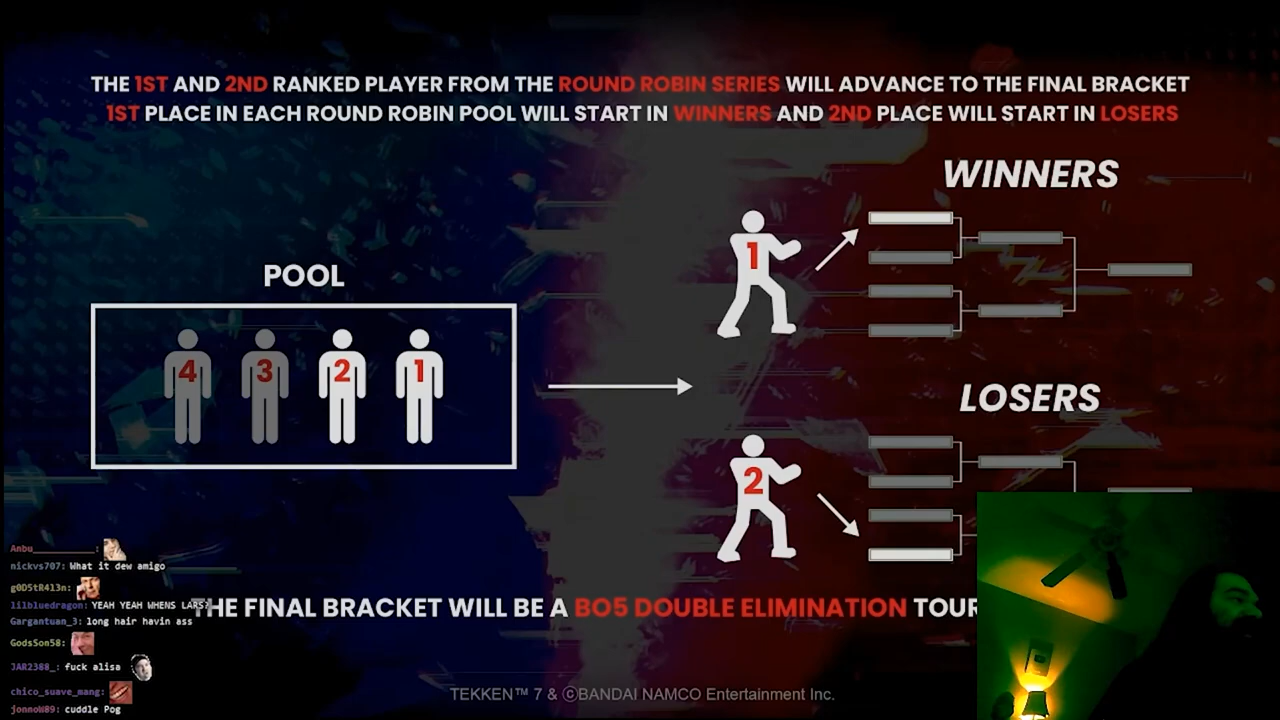 THE 1ST AND 2ND RANKED PLAYER FROM THE ROUND ROBIN SERIES WILL ADVANCE TO THE FINAL BRACKET
1ST PLACE IN EACH ROUND ROBIN POOL WILL START IN WINNERS AND 2ND PLACE WILL START IN LOSERS
WINNERS
1
POOL
4 3 2 1
LOSERS
2
Anbu__________:
nickvs707: What it dew amigo
g0D5tR4l3n:
lilbluedragon: YEAH YEAH WHENS LARS?
Gargantuan_3: long hair havin ass
GodsSon58:
JAR2388_: fuck alisa
chico_suave_mang:
jonnoW89: cuddle Pog
THE FINAL BRACKET WILL BE A BO5 DOUBLE ELIMINATION TOUR
TEKKEN™ 7 & ©BANDAI NAMCO Entertainment Inc.